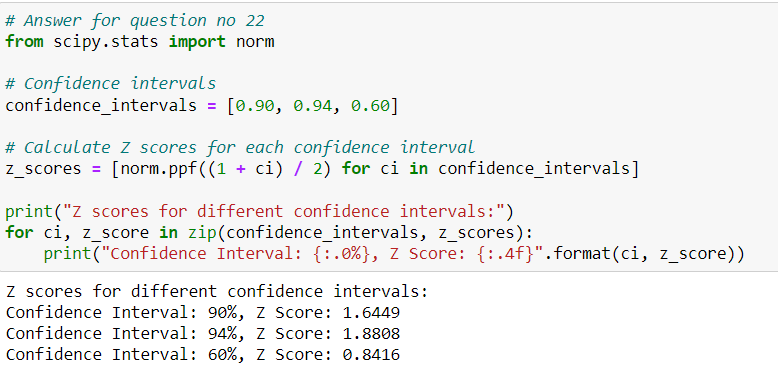 # Answer for question no 22
from scipy.stats import norm
# Confidence intervals
confidence_intervals = [0.90, 0.94, 0.60]
# Calculate Z scores for each confidence interval
z_scores = [norm.ppf((1 + ci) / 2) for ci in confidence_intervals]
print("Z scores for different confidence intervals:")
for ci, z_score in zip(confidence_intervals, z_scores):
    print("Confidence Interval: {:.0%}, Z Score: {:.4f}".format(ci, z_score))
Z scores for different confidence intervals:
Confidence Interval: 90%, Z Score: 1.6449
Confidence Interval: 94%, Z Score: 1.8808
Confidence Interval: 60%, Z Score: 0.8416